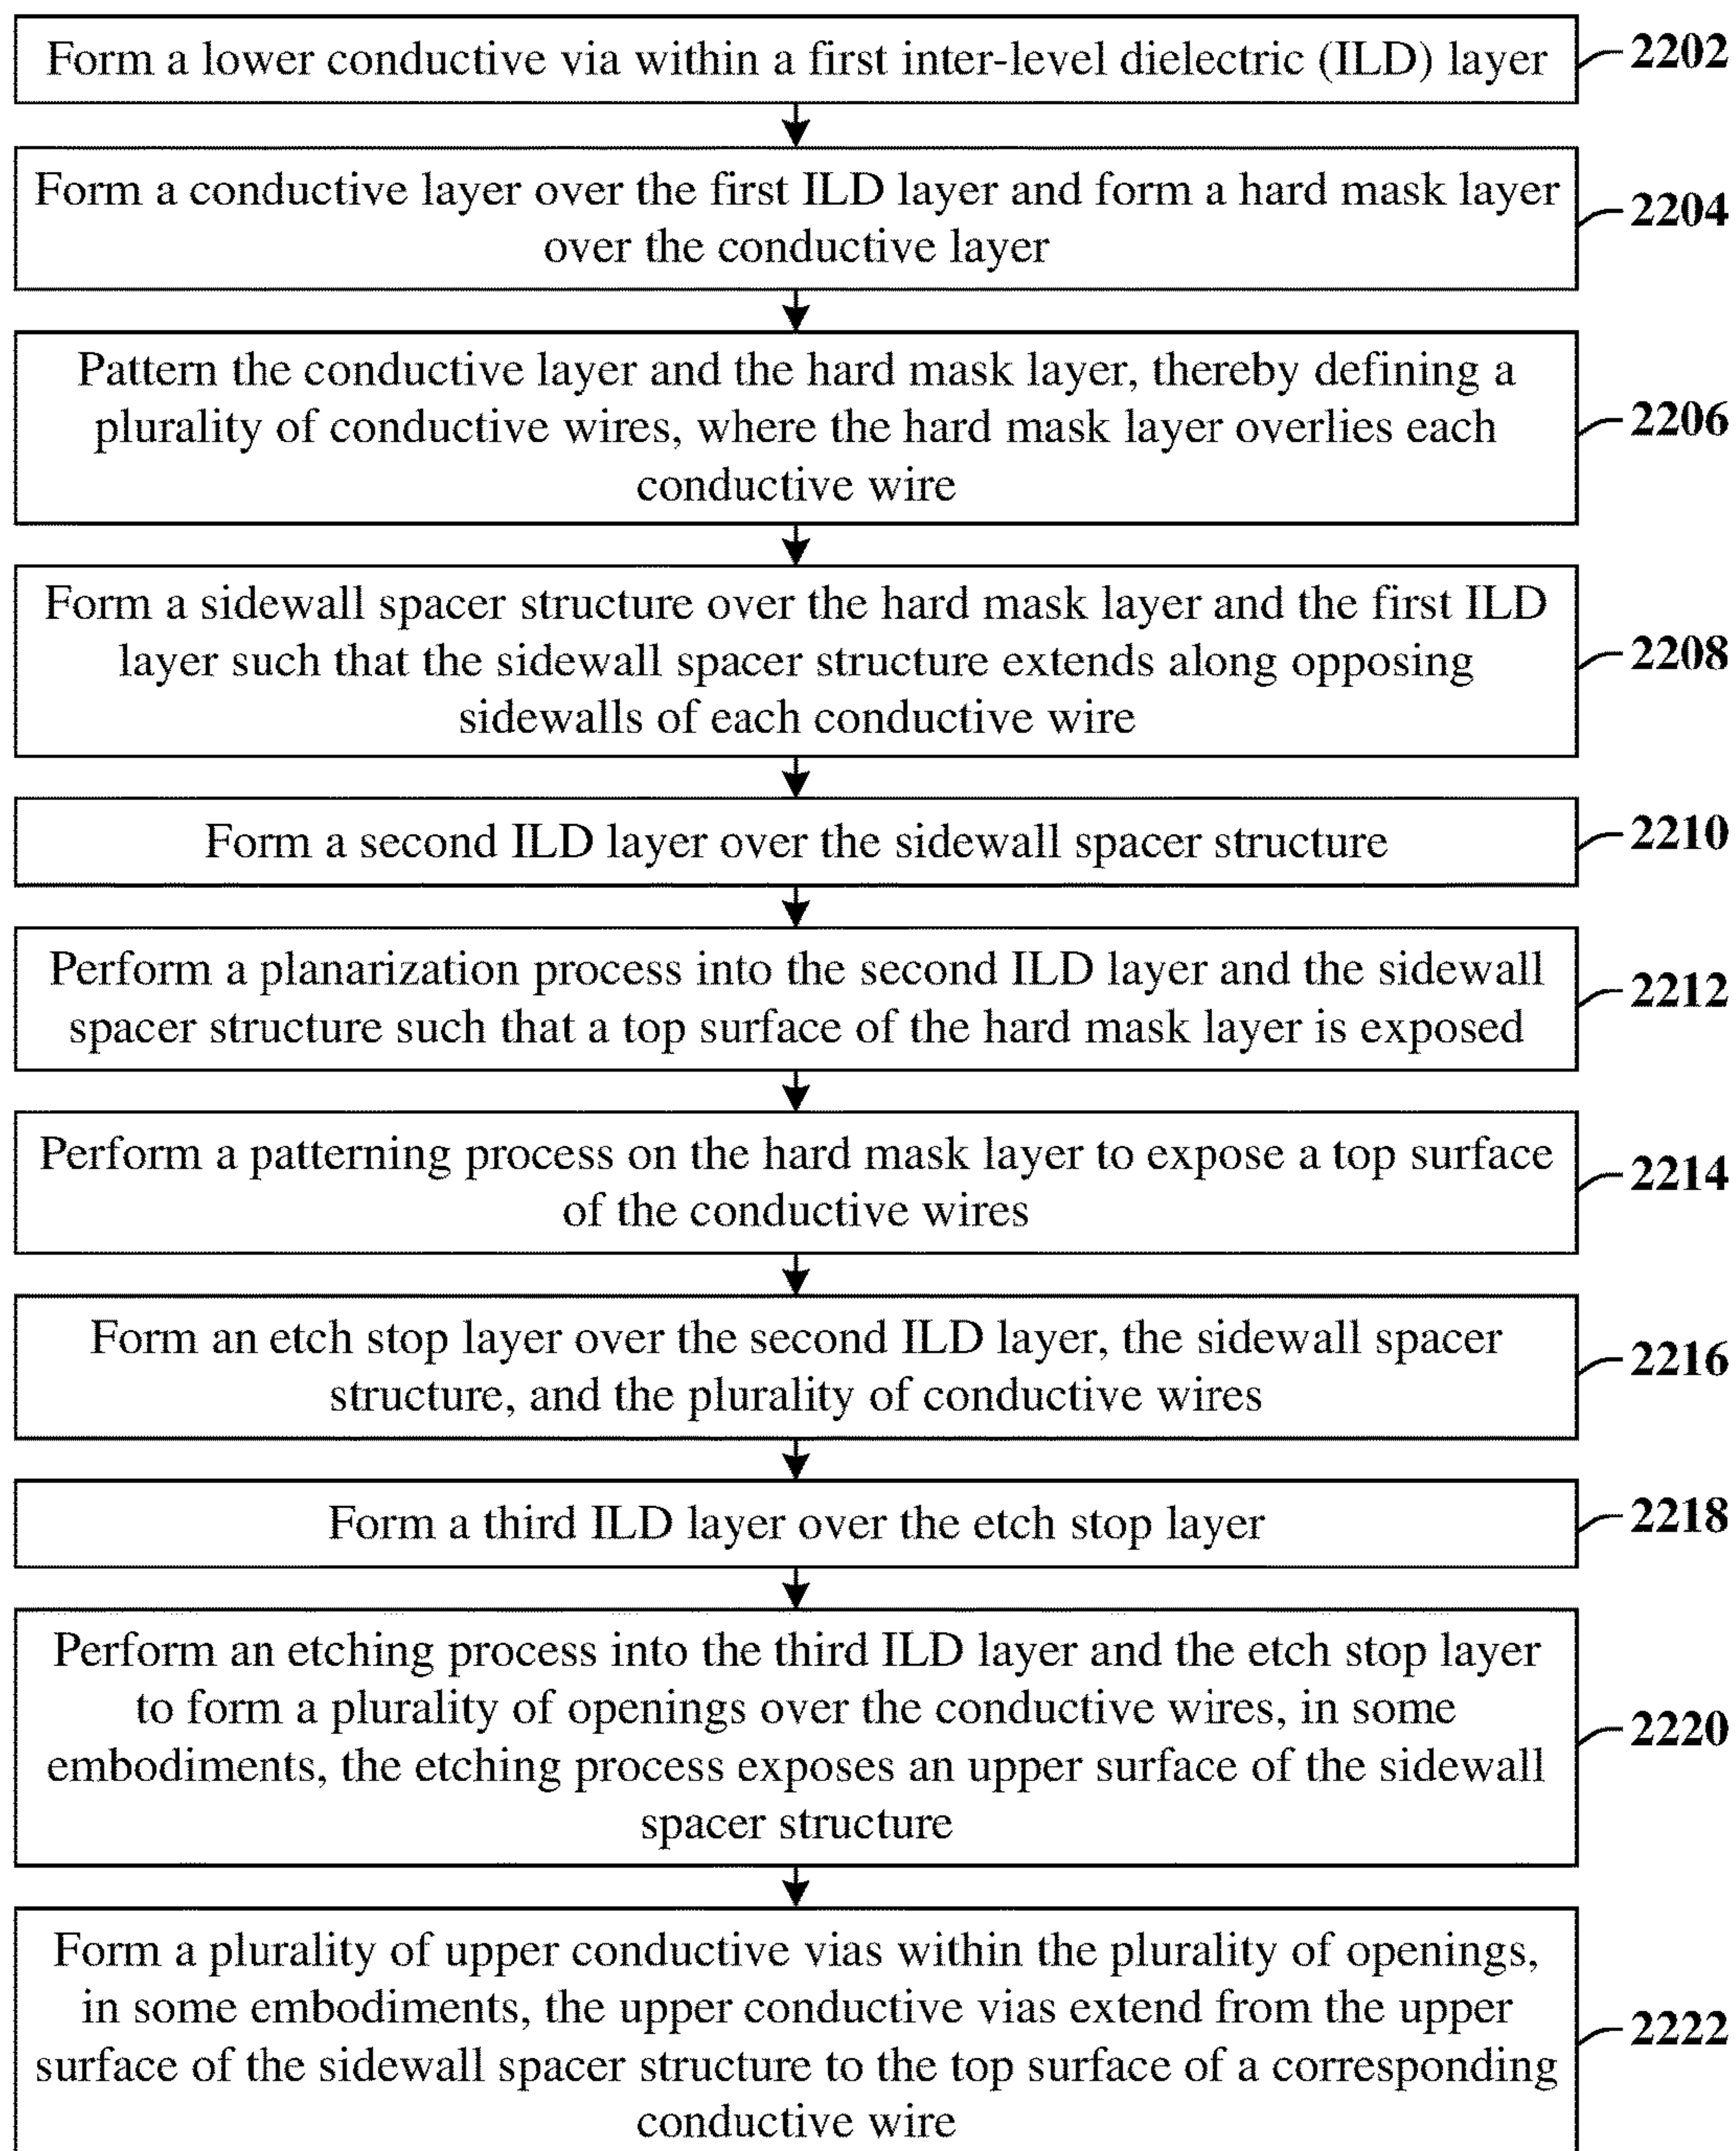 Form a lower conductive via within a first inter-level dielectric (ILD) layer
2202
Form a conductive layer over the first ILD layer and form a hard mask layer
over the conductive layer
2204
Pattern the conductive layer and the hard mask layer, thereby defining a
plurality of conductive wires, where the hard mask layer overlies each
conductive wire
2206
Form a sidewall spacer structure over the hard mask layer and the first ILD
layer such that the sidewall spacer structure extends along opposing
sidewalls of each conductive wire
2208
Form a second ILD layer over the sidewall spacer structure
2210
Perform a planarization process into the second ILD layer and the sidewall
spacer structure such that a top surface of the hard mask layer is exposed
2212
Perform a patterning process on the hard mask layer to expose a top surface
of the conductive wires
2214
Form an etch stop layer over the second ILD layer, the sidewall spacer
structure, and the plurality of conductive wires
2216
Form a third ILD layer over the etch stop layer
2218
Perform an etching process into the third ILD layer and the etch stop layer
to form a plurality of openings over the conductive wires, in some
embodiments, the etching process exposes an upper surface of the sidewall
spacer structure
2220
Form a plurality of upper conductive vias within the plurality of openings,
in some embodiments, the upper conductive vias extend from the upper
surface of the sidewall spacer structure to the top surface of a corresponding
conductive wire
2222